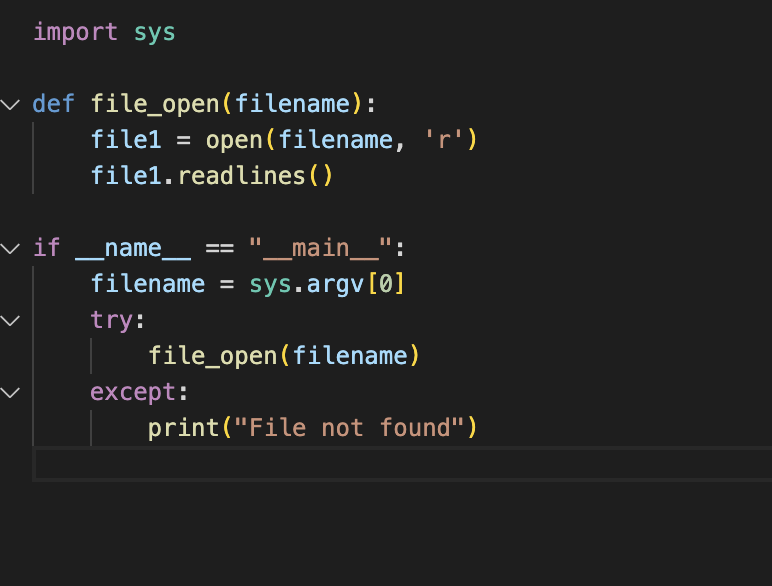 import sys
def file_open(filename):
    file1 = open(filename, 'r')
    file1.readlines()
if __name__ == "__main__":
    filename = sys.argv[0]
    try:
        file_open(filename)
    except:
        print("File not found")